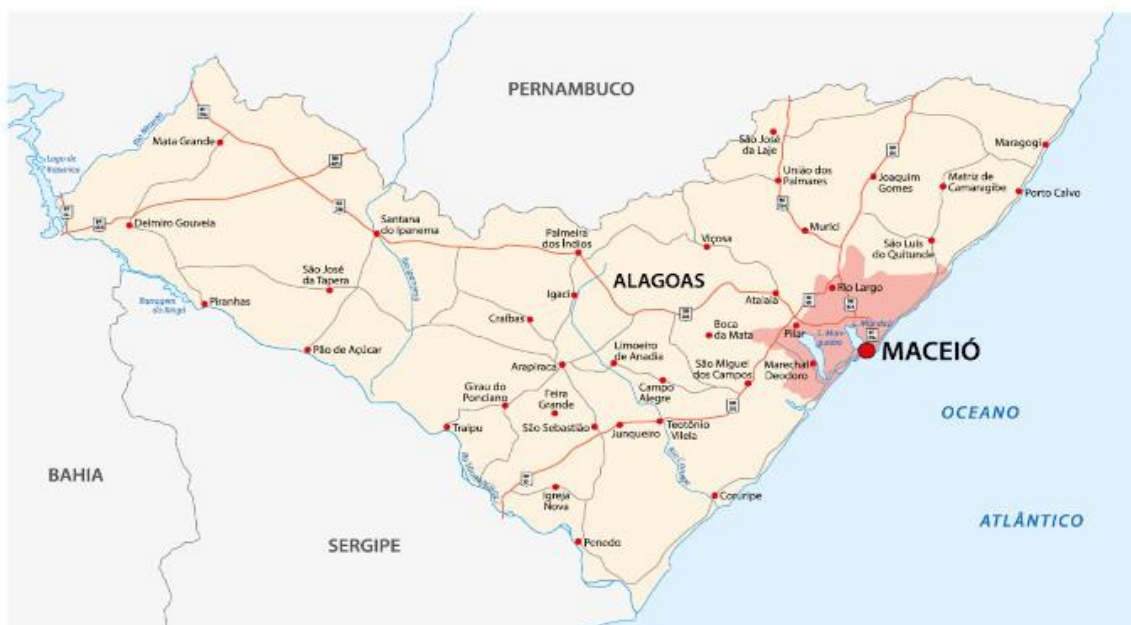 PERNAMBUCO
São José
da Laje
Mata Grande
Maragogi
União dos
Palmares
Joaquim
Gomes
Matriz de
Camaragibe
Porto Calvo
Delmiro Gouveia
Santana
do Ipanema
Palmeira
dos Índios
Viçosa
Murici
São Luís
do Quitunde
São José
da Tapera
ALAGOAS
Igaci
Atalaia
Rio Largo
Piranhas
Craíbas
Boca
da Mata
Pilar
Pão de Açúcar
Limoeiro
de Anadia
MACEIÓ
Arapiraca
São Miguel
dos Campos
Marechal
Deodoro
Girau do
Ponciano
Feira
Grande
Campo
Alegre
OCEANO
Traipu
São Sebastião
Junqueiro
Teotônio
Vilela
BAHIA
Igreja
Nova
Coruripe
ATLÂNTICO
SERGIPE
Penedo